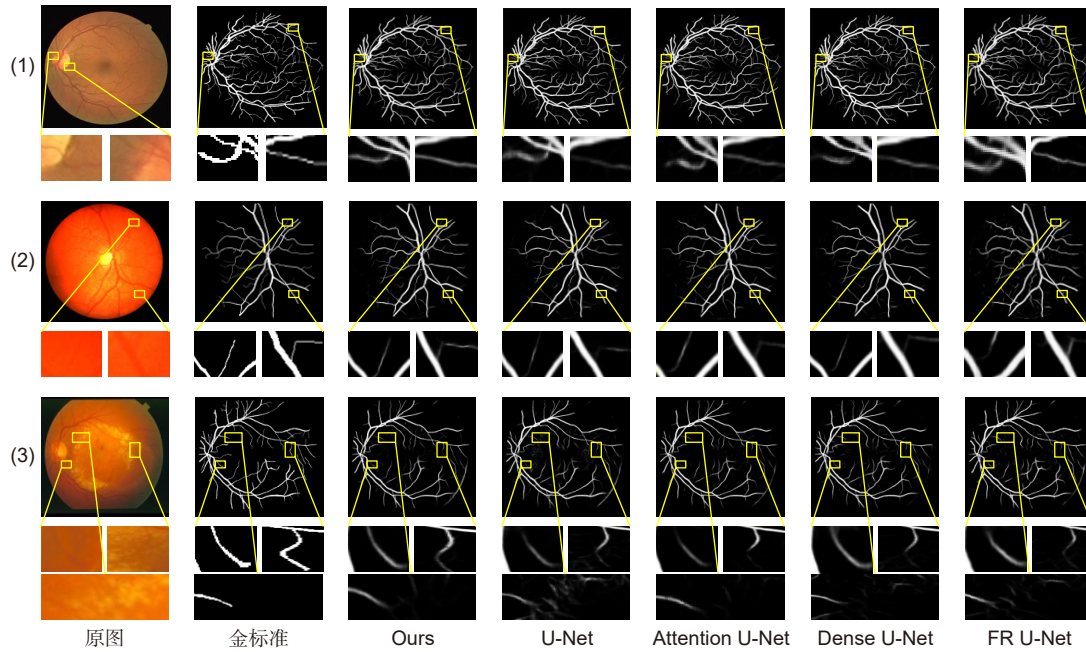 (1)
(2)
(3)
原图 金标准 Ours U-Net Attention U-Net Dense U-Net FR U-Net